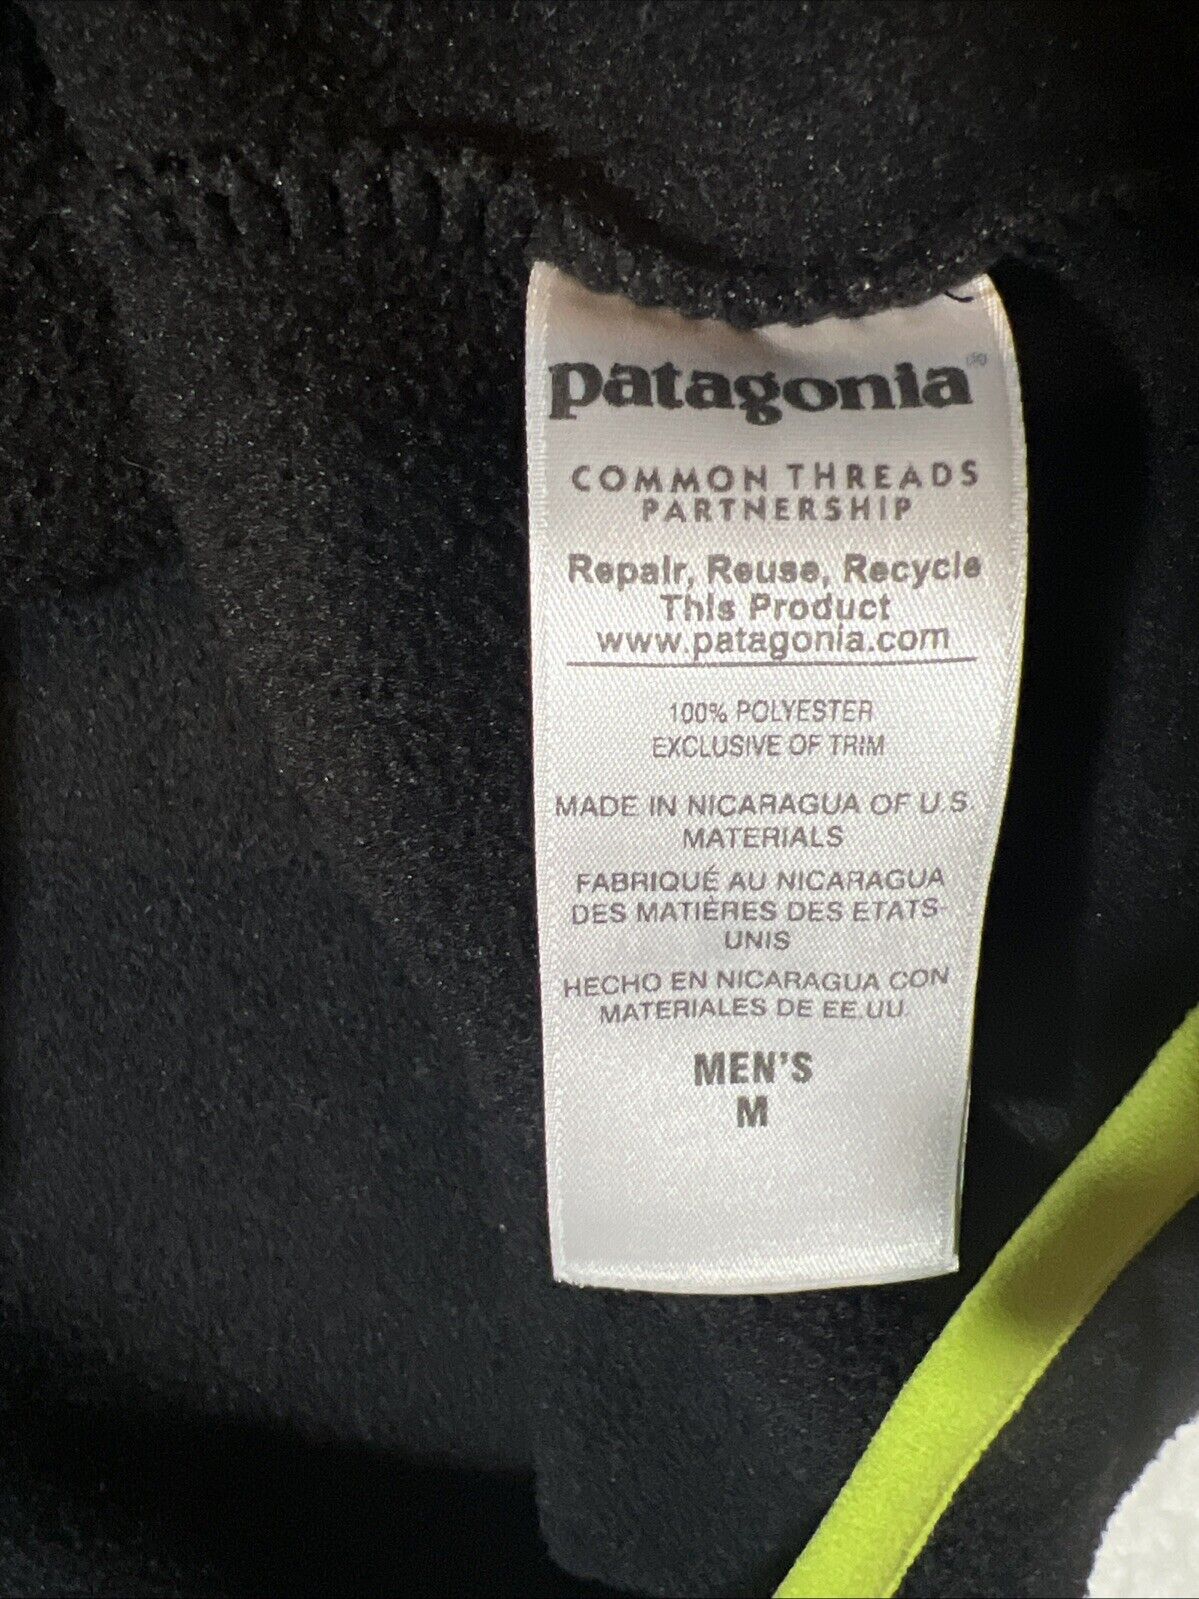 patagonia®
COMMON THREADS
PARTNERSHIP
Repair, Reuse, Recycle
This Product
www.patagonia.com
100% POLYESTER
EXCLUSIVE OF TRIM
MADE IN NICARAGUA OF U.S.
MATERIALS
FABRIQUÉ AU NICARAGUA
DES MATIÈRES DES ETATS-
UNIS
HECHO EN NICARAGUA CON
MATERIALES DE EE.UU.
MEN'S
M